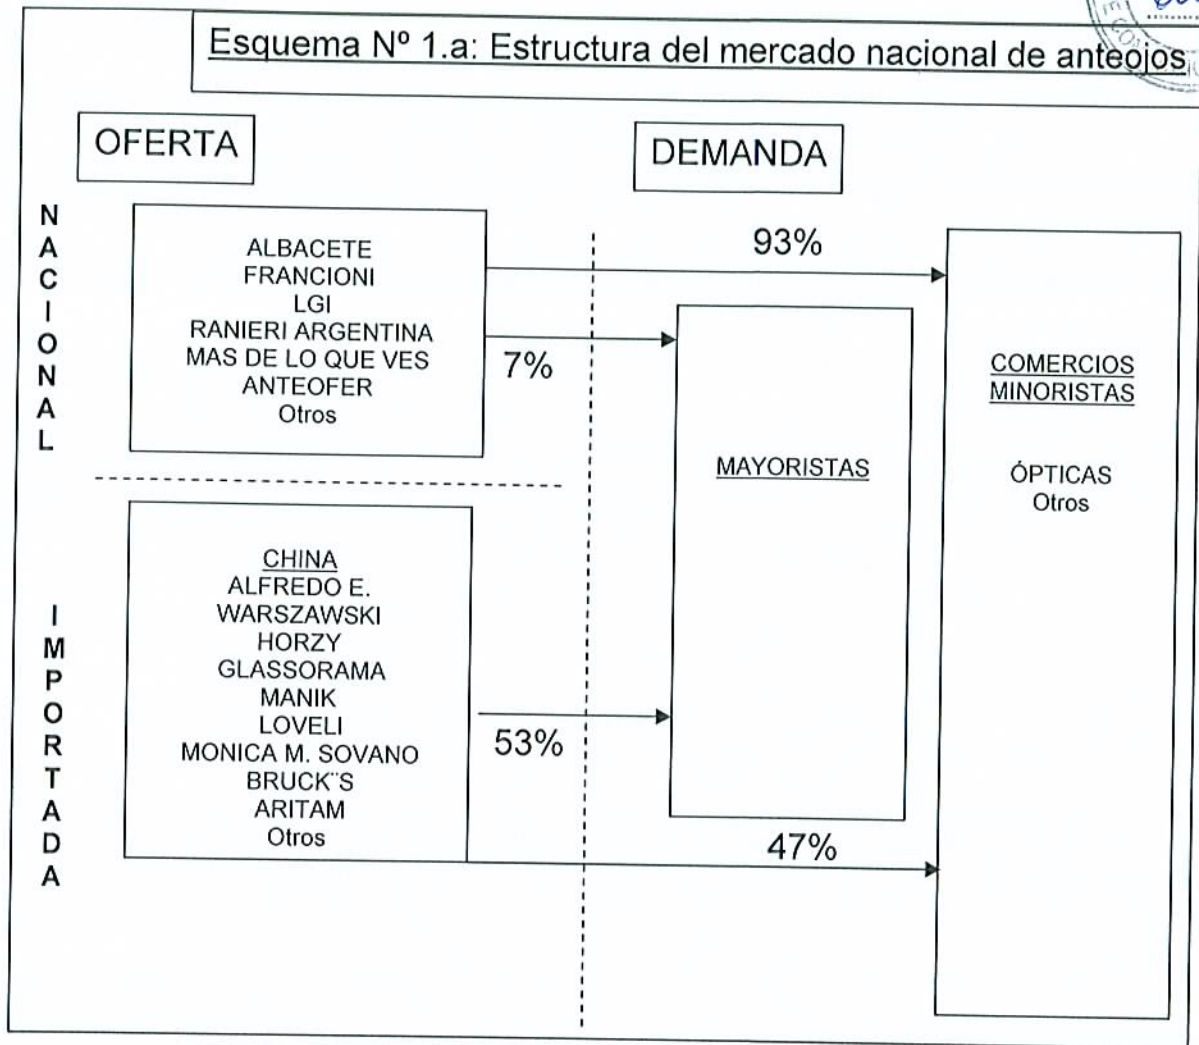 Esquema Nº 1.a: Estructura del mercado nacional de anteojos
OFERTA
DEMANDA
NACIONAL
ALBACETE
FRANCIONI
LGI
RANIERI ARGENTINA
MAS DE LO QUE VES
ANTEOFER
Otros
93%
7%
MAYORISTAS
COMERCIOS
MINORISTAS
ÓPTICAS
Otros
IMPORTADA
CHINA
ALFREDO E.
WARSZAWSKI
HORZY
GLASSORAMA
MANIK
LOVELI
MONICA M. SOVANO
BRUCK¨S
ARITAM
Otros
53%
47%